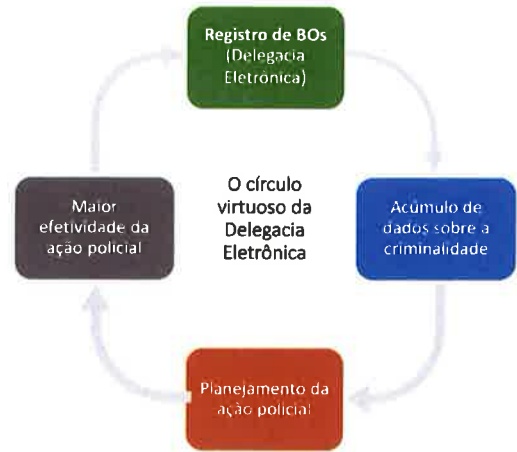 Registro de BOs
(Delegacia
Eletrônica)
O círculo
virtuoso da
Delegacia
Eletrônica
Acúmulo de
dados sobre a
criminalidade
Planejamento da
ação policial
Maior
efetividade da
ação policial